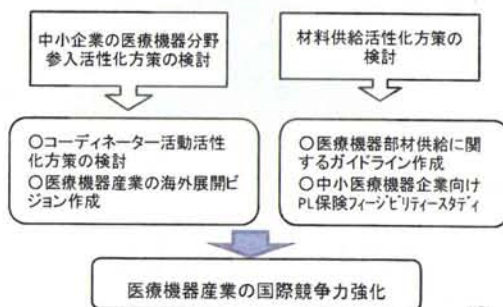 中小企業の医療機器分野
参入活性化方策の検討
材料供給活性化方策の
検討
○コーディネーター活動活性
化方策の検討
○医療機器産業の海外展開ビ
ジョン作成
○医療機器部材供給に関
するガイドライン作成
○中小医療機器企業向け
PL保険フィージビリティースタディ
医療機器産業の国際競争力強化